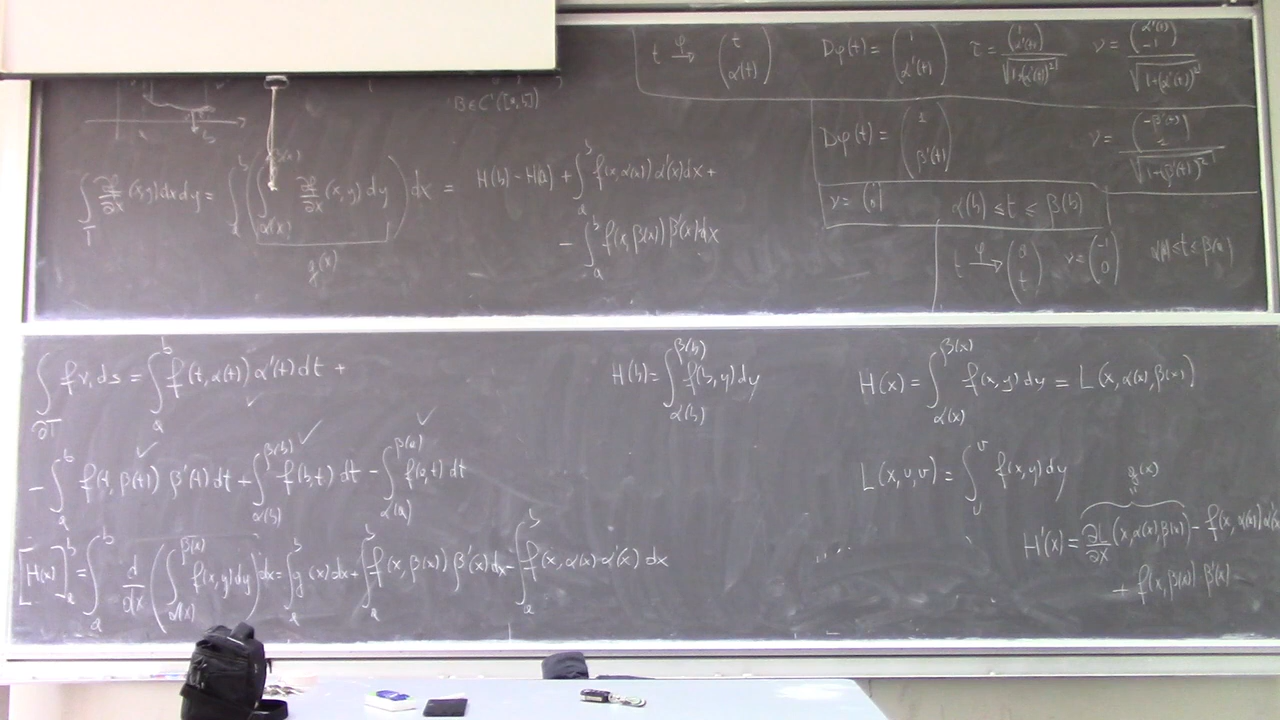 t →^φ (t, α(t)) Dφ(t) = (1, α'(t)) τ = (1, α'(t)) / √(1+(α'(t))²) ν = (α'(t), -1) / √(1-(α'(t))²)
β ∈ C'([a,b])
Dφ(t) = (1, β'(t)) ν = (-β'(t), 1) / √(1-(β'(t))²)
∫_T ∂f/∂x (x,y) dx dy = ∫_a^b ( ∫_{α(x)}^{β(x)} ∂f/∂x (x,y) dy ) dx = H(b) - H(a) + ∫_a^b f(x, α(x)) α'(x) dx +
g(x)
- ∫_a^b f(x, β(x)) β'(x) dx
ν = (1, 0) α(b) ≤ t ≤ β(b)
t →^φ (a, t) ν = (-1, 0) α(a) ≤ t ≤ β(a)
∫_{∂T} f ν₁ ds = ∫_a^b f(t, α(t)) α'(t) dt +
- ∫_a^b f(t, β(t)) β'(t) dt + ∫_{α(b)}^{β(b)} f(b,t) dt - ∫_{α(a)}^{β(a)} f(a,t) dt
[H(x)]_a^b = ∫_a^b d/dx ( ∫_{α(x)}^{β(x)} f(x,y) dy ) dx = ∫_a^b g(x) dx + ∫_a^b f(x, β(x)) β'(x) dx - ∫_a^b f(x, α(x)) α'(x) dx
H(b) = ∫_{α(b)}^{β(b)} f(b,y) dy
H(x) = ∫_{α(x)}^{β(x)} f(x,y) dy = L(x, α(x), β(x))
L(x,u,v) = ∫_u^v f(x,y) dy
g(x)
=
H'(x) = ∂L/∂x (x, α(x), β(x)) - f(x, α(x)) α'(x)
+ f(x, β(x)) β'(x)